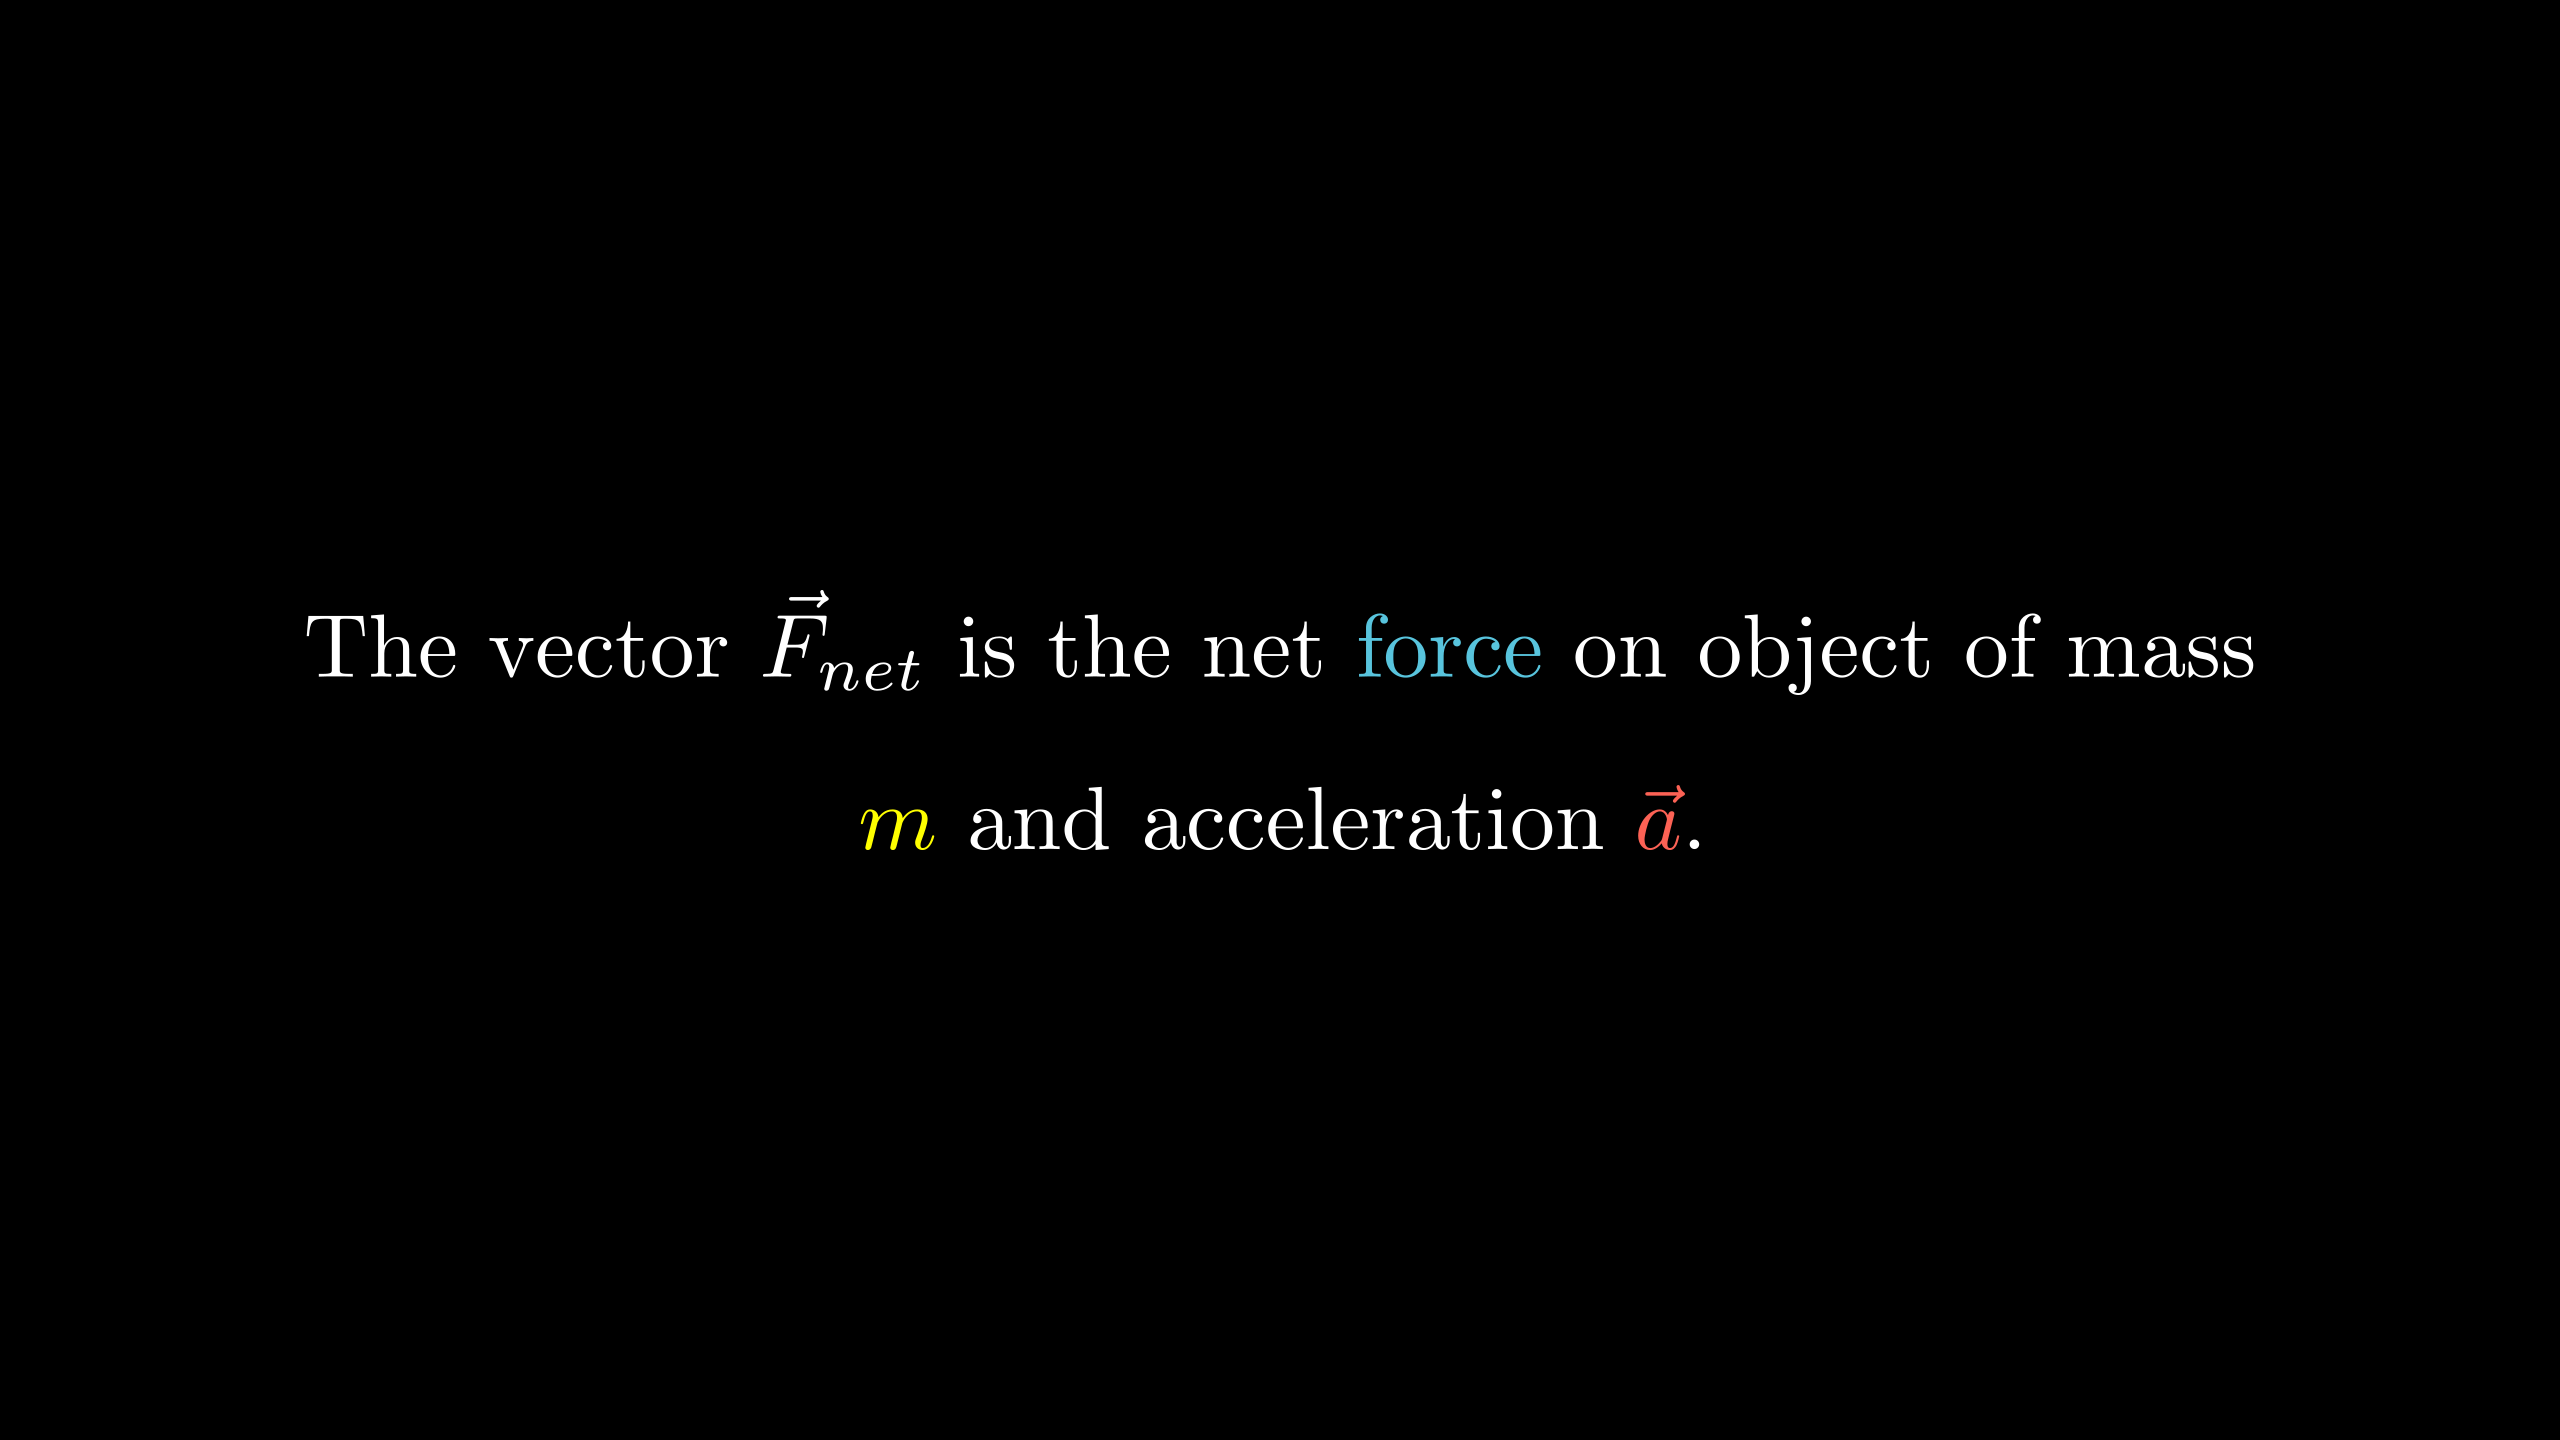 The vector $\vec{F}_{net}$ is the net force on object of mass
$m$ and acceleration $\vec{a}$.